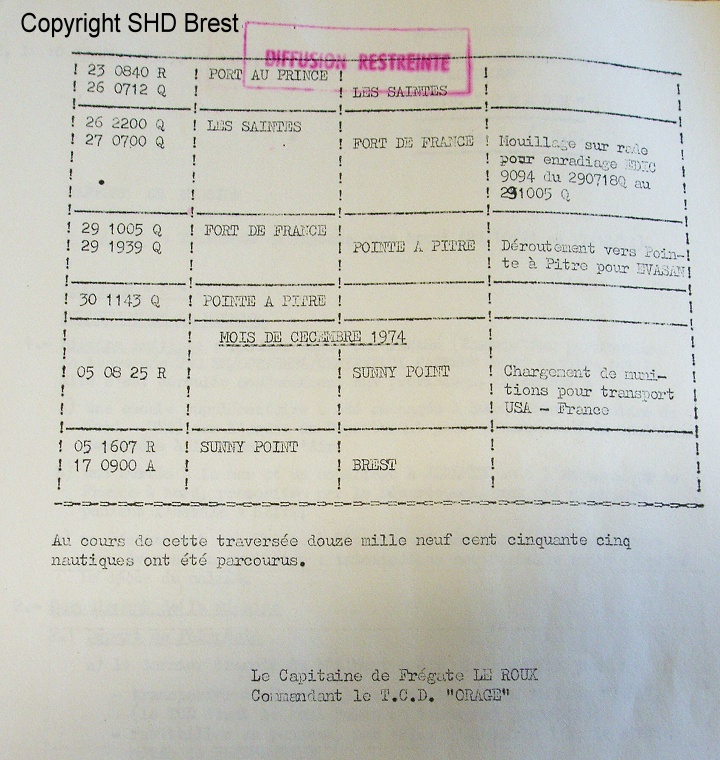 Copyright SHD Brest
DIFFUSION RESTREINTE
! 23 0840 R ! PORT AU PRINCE ! !
! 26 0712 Q ! ! LES SAINTES !
! 26 2200 Q ! LES SAINTES ! !
! 27 0700 Q ! ! FORT DE FRANCE ! Mouillage sur rade
pour enradiage EDIC
9094 du 290718Q au
291005 Q
! 29 1005 Q ! FORT DE FRANCE ! !
! 29 1939 Q ! ! POINTE A PITRE ! Déroutement vers Poin-!
te à Pitre pour EVASAN!
! 30 1143 Q ! POINTE A PITRE ! !
MOIS DE CECEMBRE 1974
! 05 08 25 R ! ! SUNNY POINT ! Chargement de muni-
tions pour transport
USA - France
! 05 1607 R ! SUNNY POINT ! !
! 17 0900 A ! ! BREST !
Au cours de cette traversée douze mille neuf cent cinquante cinq
nautiques ont été parcourus.
Le Capitaine de Frégate LE ROUX
Commandant le T.C.D. "ORAGE"